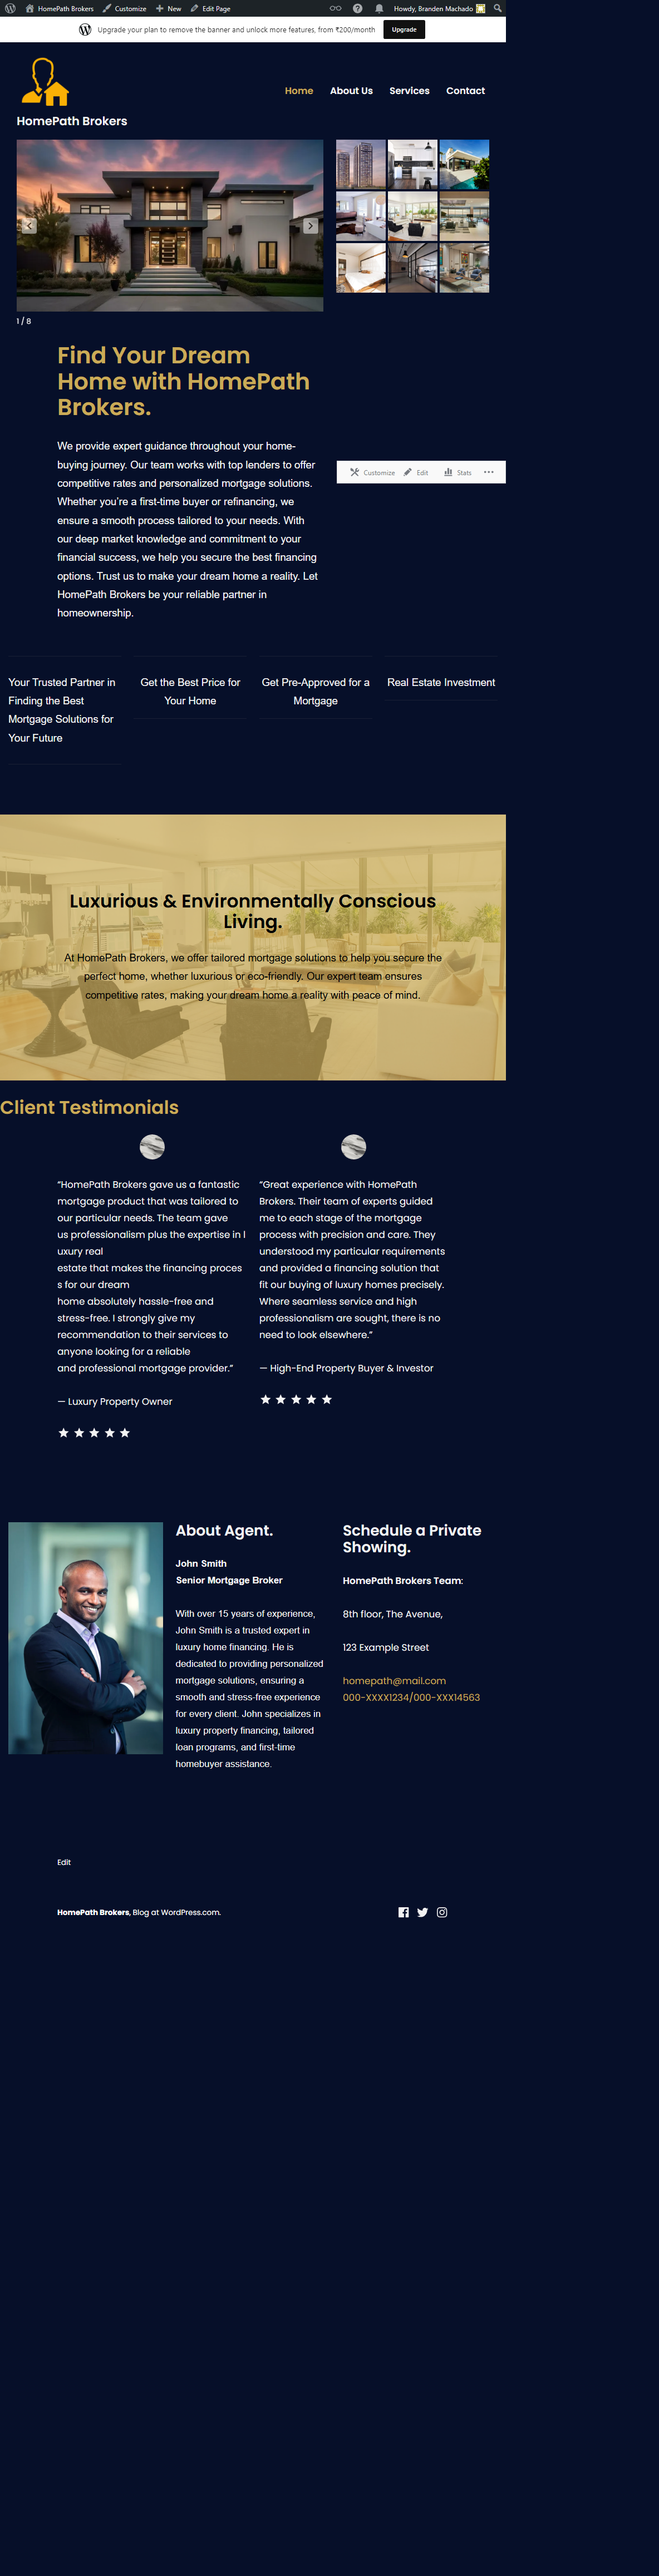 HomePath Brokers Customize New Edit Page Howdy, Branden Machado
Upgrade your plan to remove the banner and unlock more features, from ₹200/month Upgrade
Home About Us Services Contact
HomePath Brokers
1 / 8
Find Your Dream
Home with HomePath
Brokers.
We provide expert guidance throughout your home-
buying journey. Our team works with top lenders to offer
competitive rates and personalized mortgage solutions.
Whether you’re a first-time buyer or refinancing, we
ensure a smooth process tailored to your needs. With
our deep market knowledge and commitment to your
financial success, we help you secure the best financing
options. Trust us to make your dream home a reality. Let
HomePath Brokers be your reliable partner in
homeownership.
Customize Edit Stats
Your Trusted Partner in
Finding the Best
Mortgage Solutions for
Your Future
Get the Best Price for
Your Home
Get Pre-Approved for a
Mortgage
Real Estate Investment
Luxurious & Environmentally Conscious
Living.
At HomePath Brokers, we offer tailored mortgage solutions to help you secure the
perfect home, whether luxurious or eco-friendly. Our expert team ensures
competitive rates, making your dream home a reality with peace of mind.
Client Testimonials
“HomePath Brokers gave us a fantastic
mortgage product that was tailored to
our particular needs. The team gave
us professionalism plus the expertise in l
uxury real
estate that makes the financing proces
s for our dream
home absolutely hassle-free and
stress-free. I strongly give my
recommendation to their services to
anyone looking for a reliable
and professional mortgage provider.”
— Luxury Property Owner
“Great experience with HomePath
Brokers. Their team of experts guided
me to each stage of the mortgage
process with precision and care. They
understood my particular requirements
and provided a financing solution that
fit our buying of luxury homes precisely.
Where seamless service and high
professionalism are sought, there is no
need to look elsewhere.”
— High-End Property Buyer & Investor
About Agent.
John Smith
Senior Mortgage Broker
With over 15 years of experience,
John Smith is a trusted expert in
luxury home financing. He is
dedicated to providing personalized
mortgage solutions, ensuring a
smooth and stress-free experience
for every client. John specializes in
luxury property financing, tailored
loan programs, and first-time
homebuyer assistance.
Schedule a Private
Showing.
HomePath Brokers Team:
8th floor, The Avenue,
123 Example Street
homepath@mail.com
000-XXXX1234/000-XXX14563
Edit
HomePath Brokers, Blog at WordPress.com.